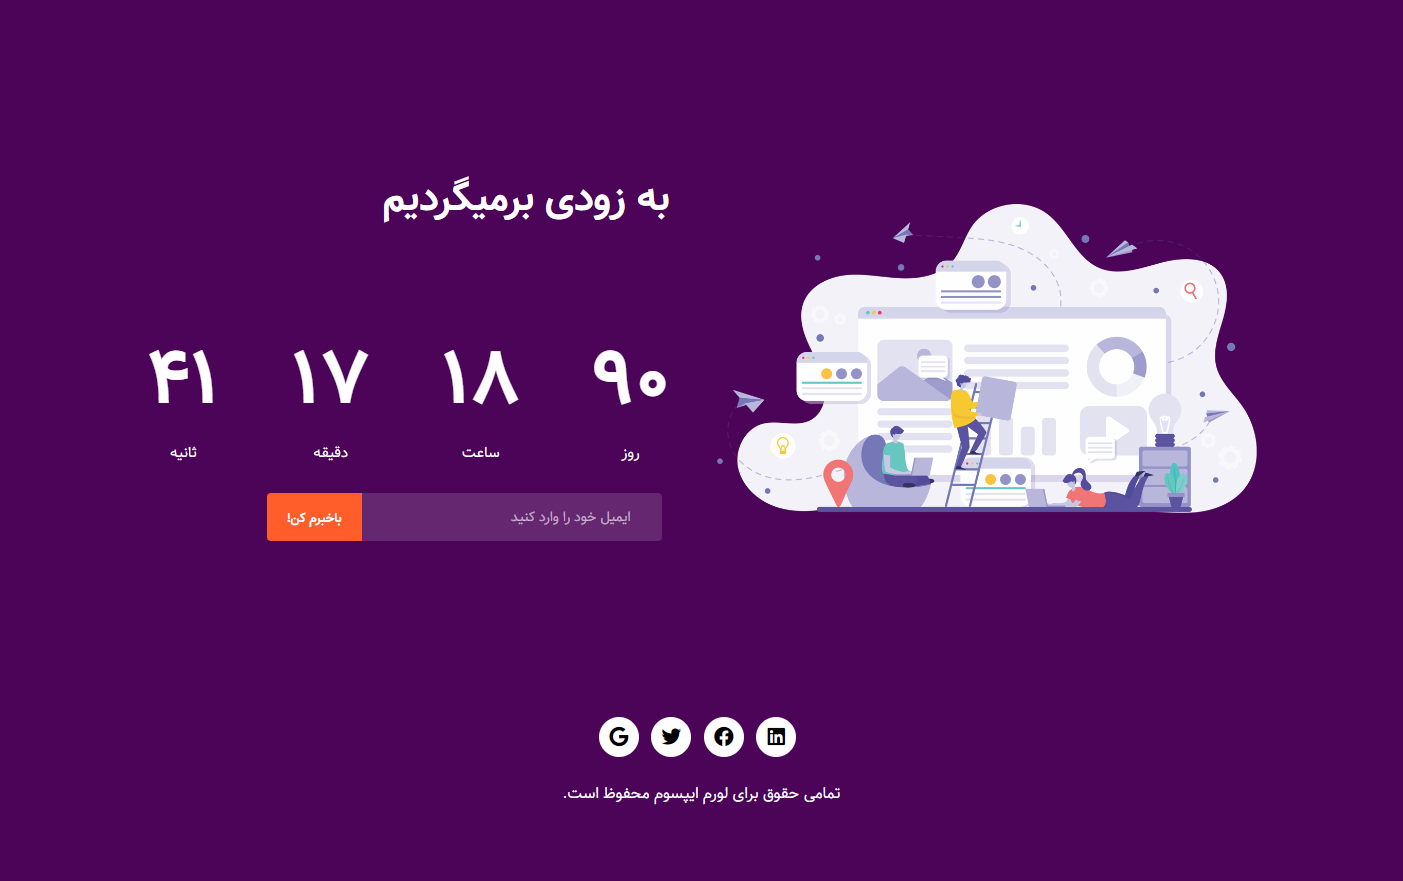 به زودی برمیگردیم
۹۰ ۱۸ ۱۷ ۴۱
روز ساعت دقیقه ثانیه
ایمیل خود را وارد کنید
باخبرم کن!
تمامی حقوق برای لورم ایپسوم محفوظ است.